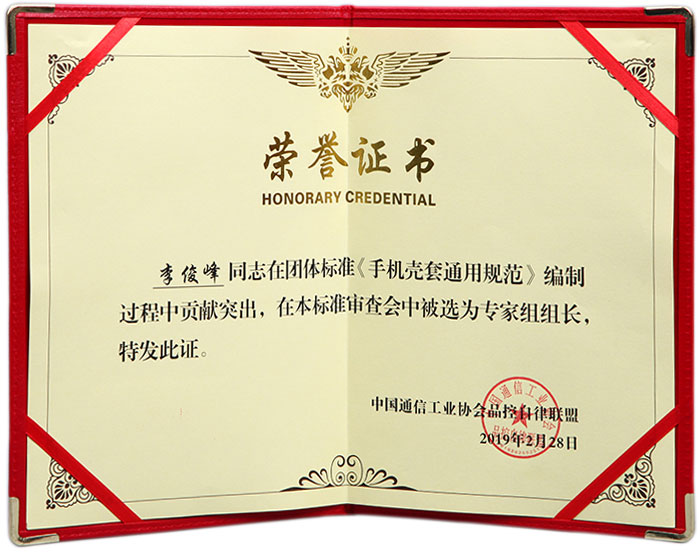 荣誉证书
HONORARY CREDENTIAL
李俊峰 同志在团体标准《手机壳套通用规范》编制
过程中贡献突出，在本标准审查会中被选为专家组组长，
特发此证。
中国通信工业协会品控自律联盟
2019年2月28日